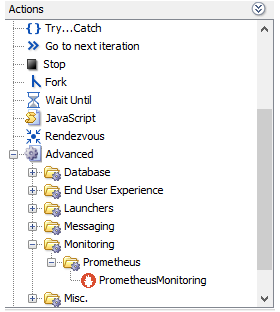 Actions
Try...Catch
Go to next iteration
Stop
Fork
Wait Until
JavaScript
Rendezvous
Advanced
Database
End User Experience
Launchers
Messaging
Monitoring
Prometheus
PrometheusMonitoring
Misc.